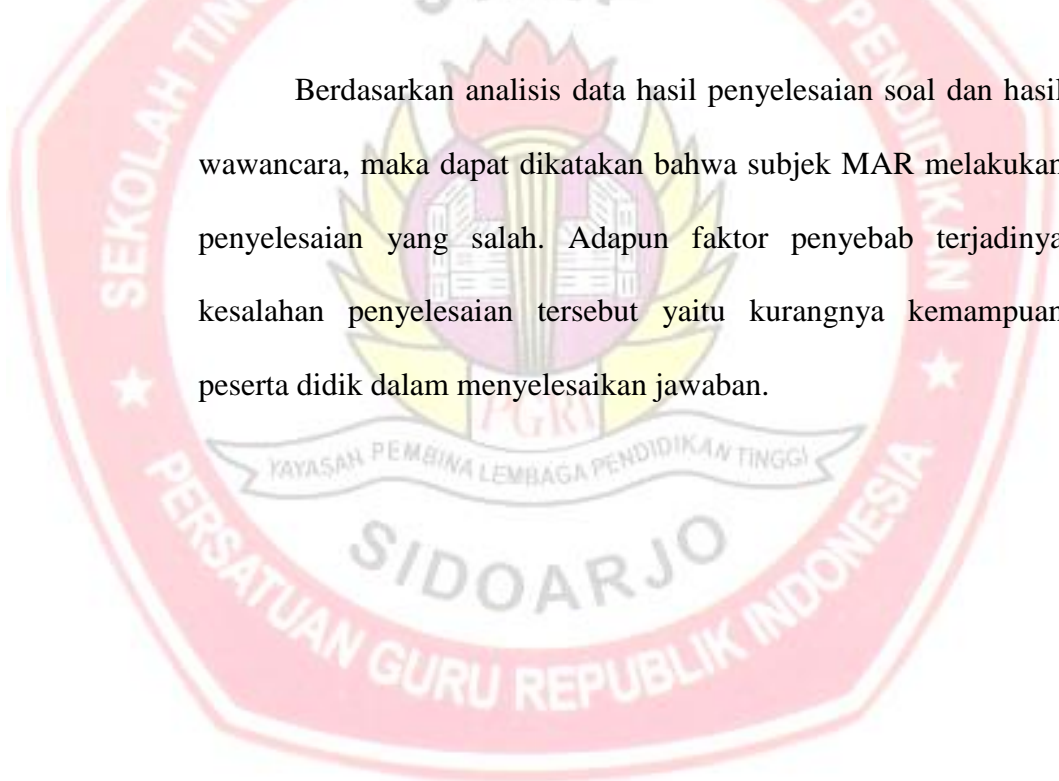 Berdasarkan analisis data hasil penyelesaian soal dan hasil
wawancara, maka dapat dikatakan bahwa subjek MAR melakukan
penyelesaian yang salah. Adapun faktor penyebab terjadinya
kesalahan penyelesaian tersebut yaitu kurangnya kemampuan
peserta didik dalam menyelesaikan jawaban.
SEKOLAH
PENDIDIKAN
PGRI
YAYASAN PEMBINA LEMBAGA PENDIDIKAN TINGGI
SIDOARJO
PERSATUAN GURU REPUBLIK INDONESIA